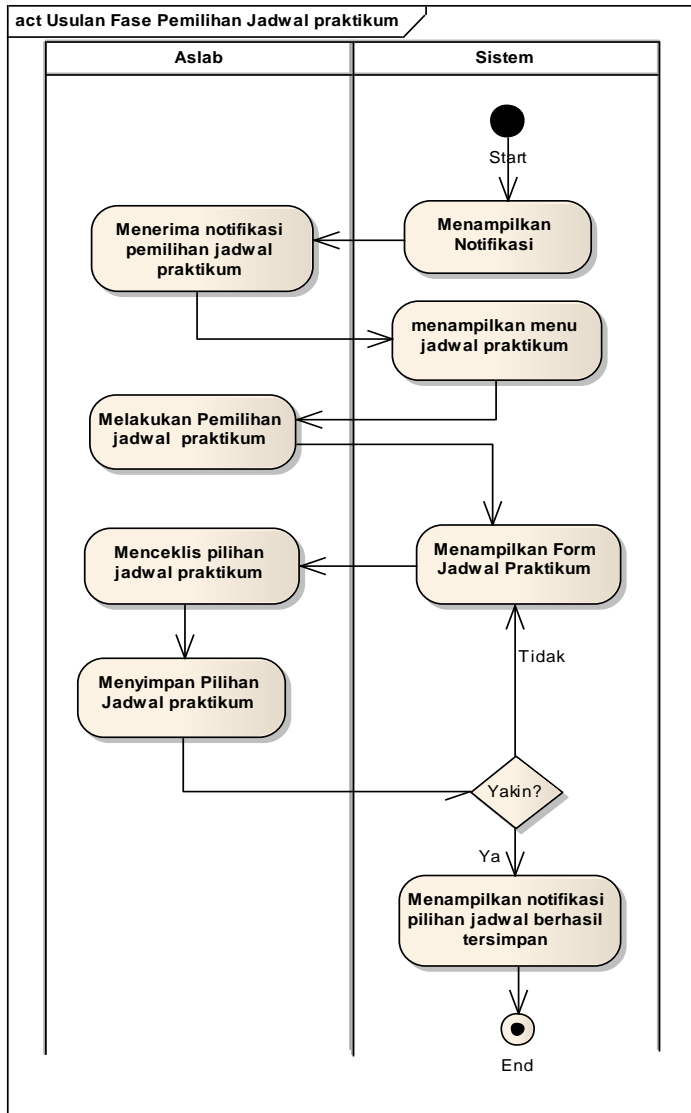 act Usulan Fase Pemilihan Jadwal praktikum
Aslab
Sistem
Start
Menampilkan
Notifikasi
Menerima notifikasi
pemilihan jadwal
praktikum
menampilkan menu
jadwal praktikum
Melakukan Pemilihan
jadwal praktikum
Menampilkan Form
Jadwal Praktikum
Menceklis pilihan
jadwal praktikum
Menyimpan Pilihan
Jadwal praktikum
Tidak
Yakin?
Ya
Menampilkan notifikasi
pilihan jadwal berhasil
tersimpan
End